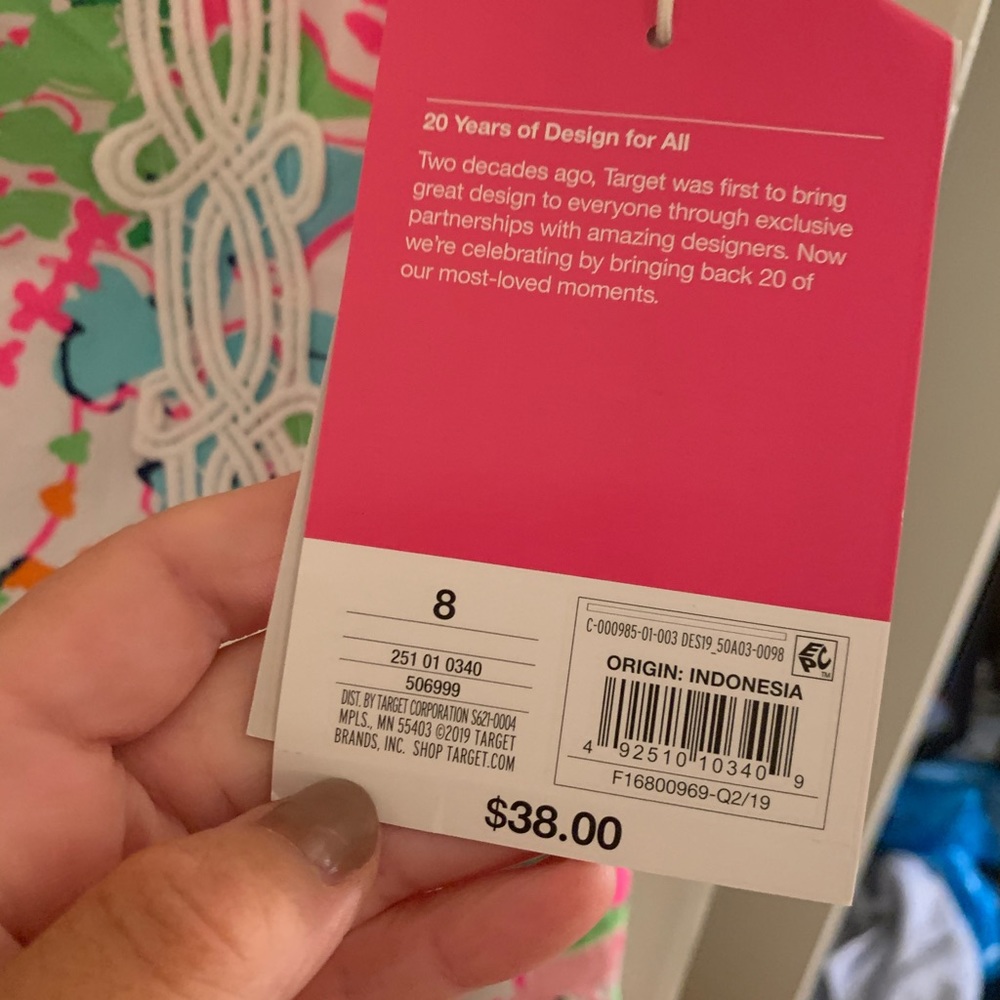 20 Years of Design for All
Two decades ago, Target was first to bring
great design to everyone through exclusive
partnerships with amazing designers. Now
we're celebrating by bringing back 20 of
our most-loved moments.
8
251 01 0340
506999
DIST. BY TARGET CORPORATION S621-0004
MPLS., MN 55403 ©2019 TARGET
BRANDS, INC. SHOP TARGET.COM
C-000985-01-003 DES19_50A03-0098
EPC
TM
ORIGIN: INDONESIA
4 92510 10340 9
F16800969-Q2/19
$38.00